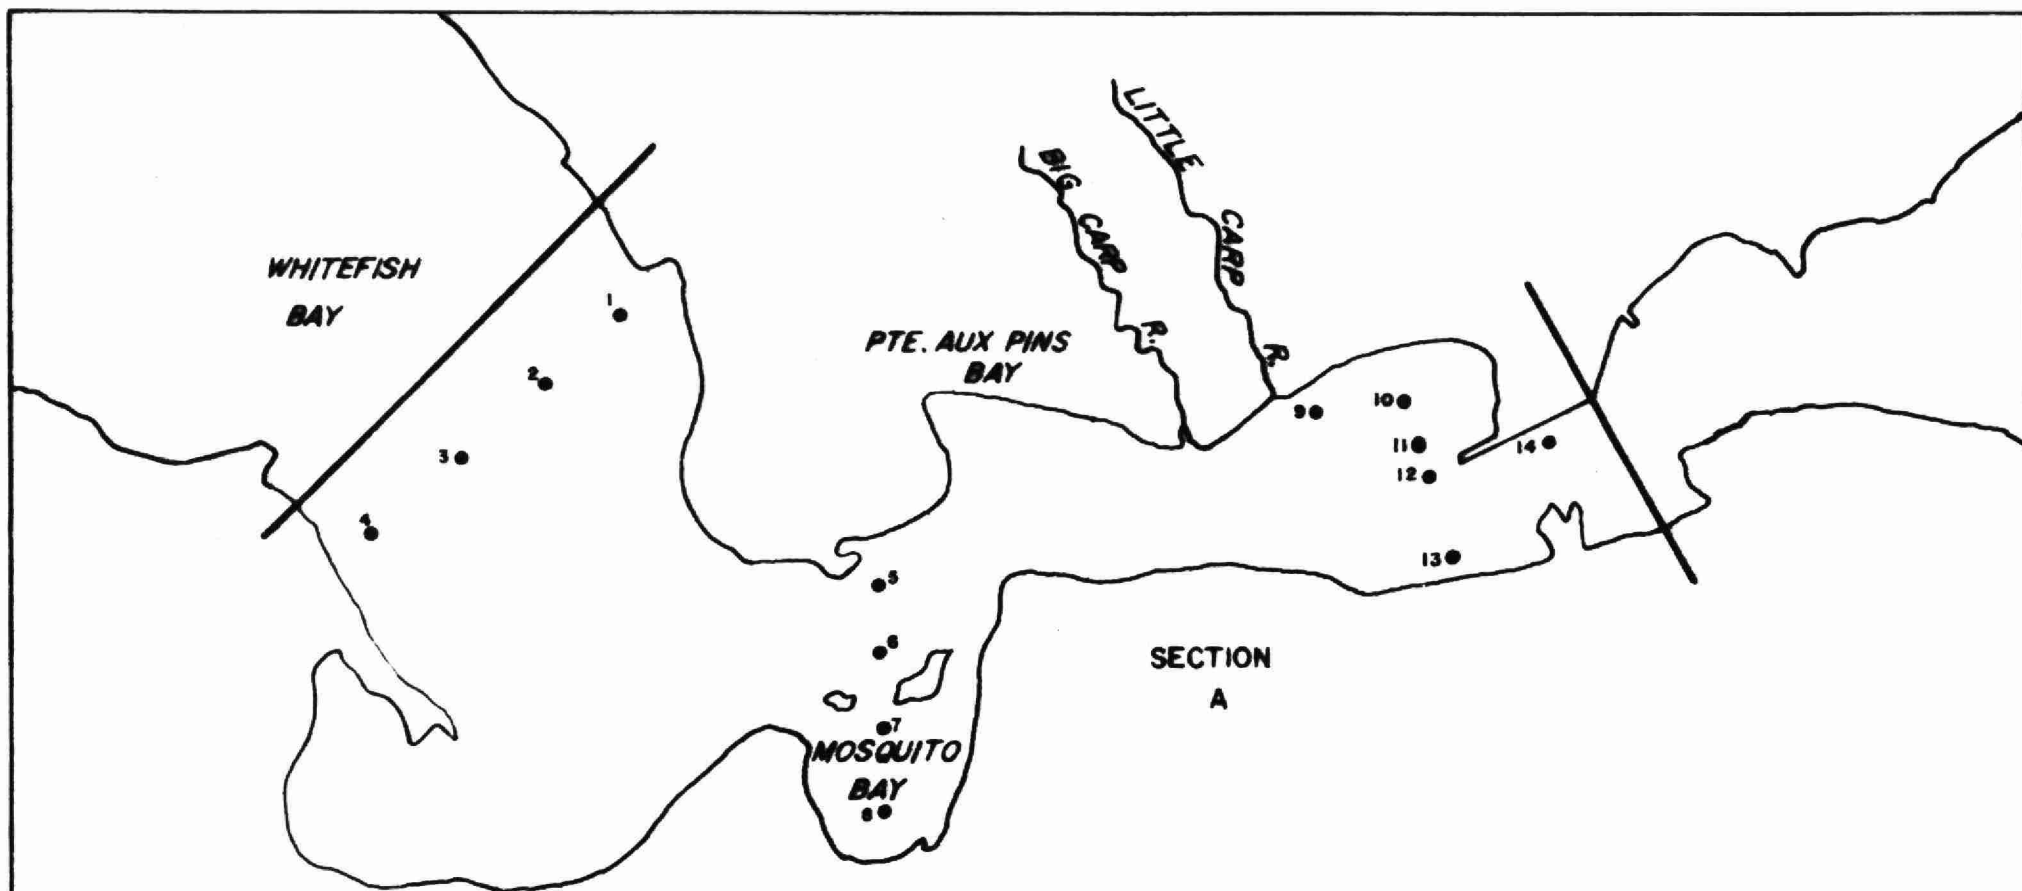 LITTLE CARP R.
BIG CARP R.
WHITEFISH
BAY
1
PTE. AUX PINS
BAY
2
10
9
11
14
3
12
4
13
5
6
SECTION
A
7
MOSQUITO
BAY
8